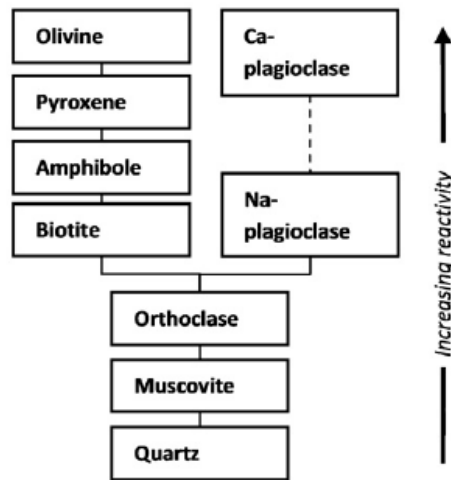 Olivine
Pyroxene
Amphibole
Biotite
Ca-
plagioclase
Na-
plagioclase
Orthoclase
Muscovite
Quartz
Increasing reactivity